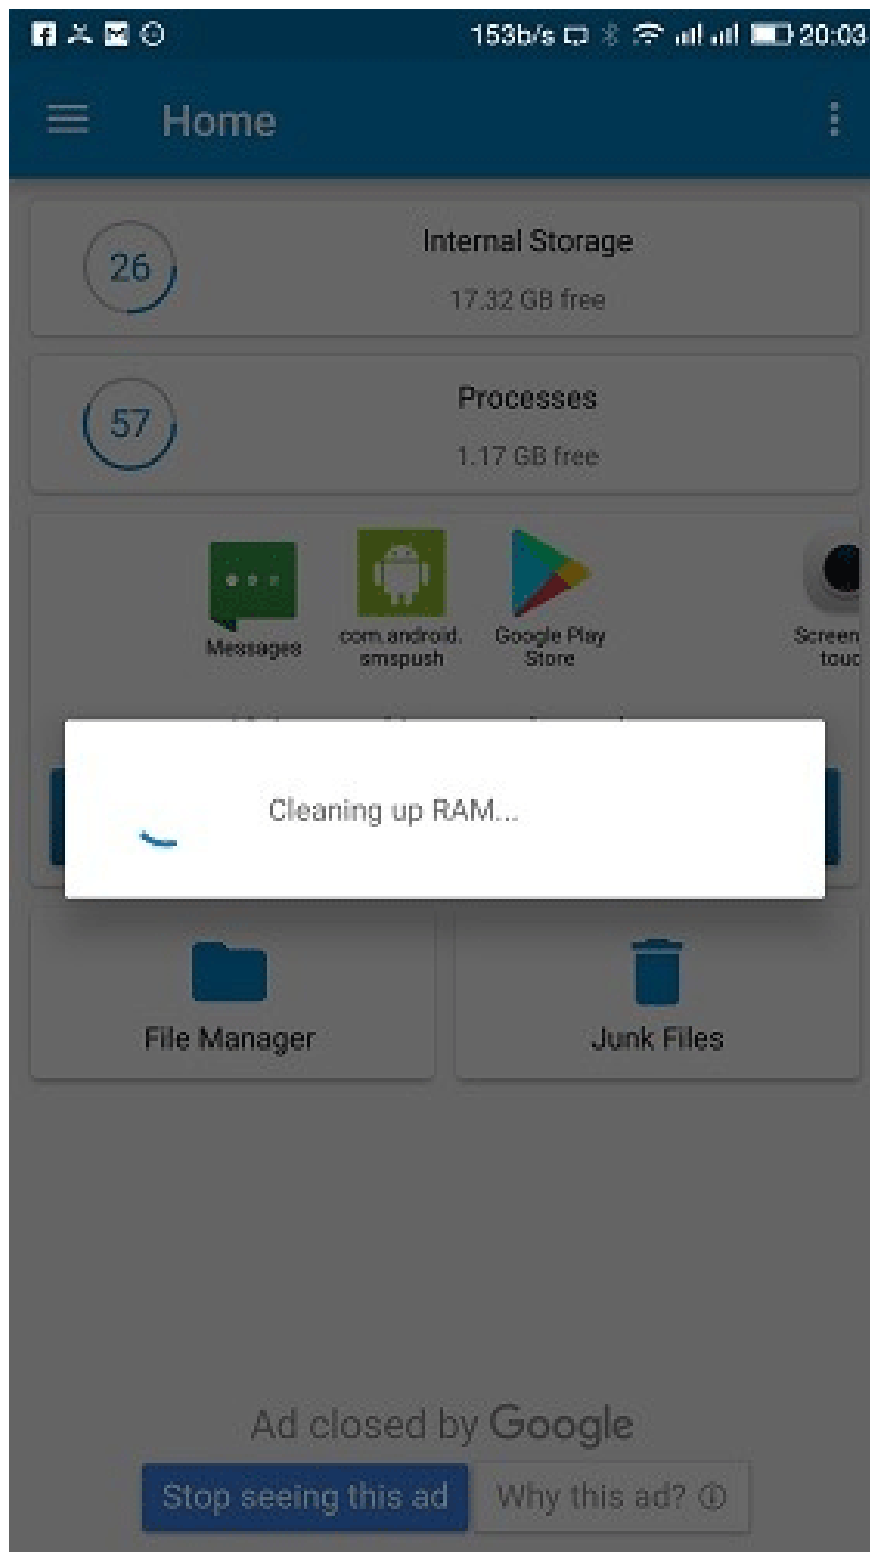 153b/s 20:03
Home
26
Internal Storage
17.32 GB free
57
Processes
1.17 GB free
Messages
com.android.
smspush
Google Play
Store
Screen
touc
Cleaning up RAM...
File Manager
Junk Files
Ad closed by Google
Stop seeing this ad
Why this ad?